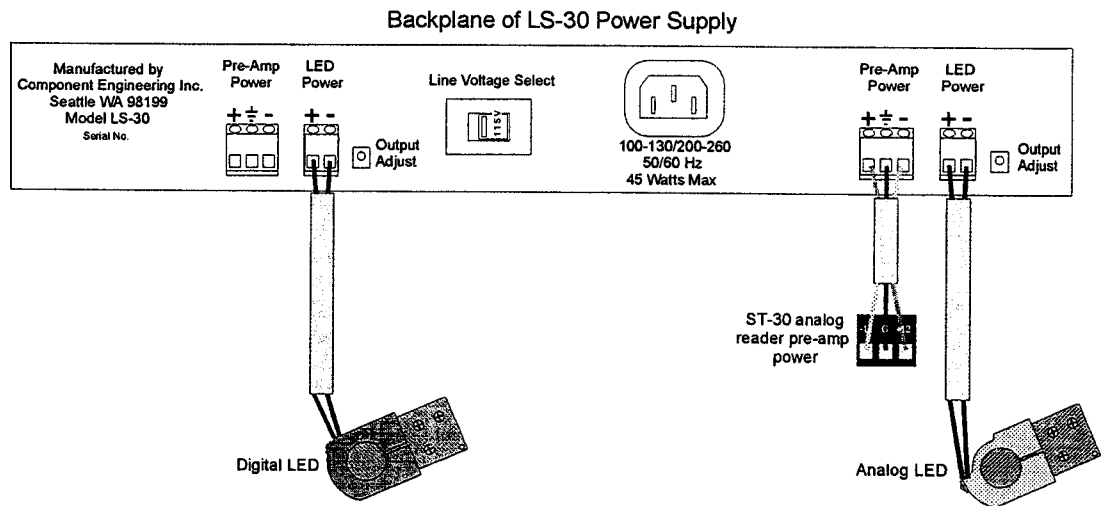 Backplane of LS-30 Power Supply
Manufactured by
Component Engineering Inc.
Seattle WA 98199
Model LS-30
Serial No.
Pre-Amp
Power
+ ⏚ -
LED
Power
+ -
Output
Adjust
Line Voltage Select
115V
100-130/200-260
50/60 Hz
45 Watts Max
Pre-Amp
Power
+ ⏚ -
LED
Power
+ -
Output
Adjust
ST-30 analog
reader pre-amp
power
G
Digital LED
Analog LED